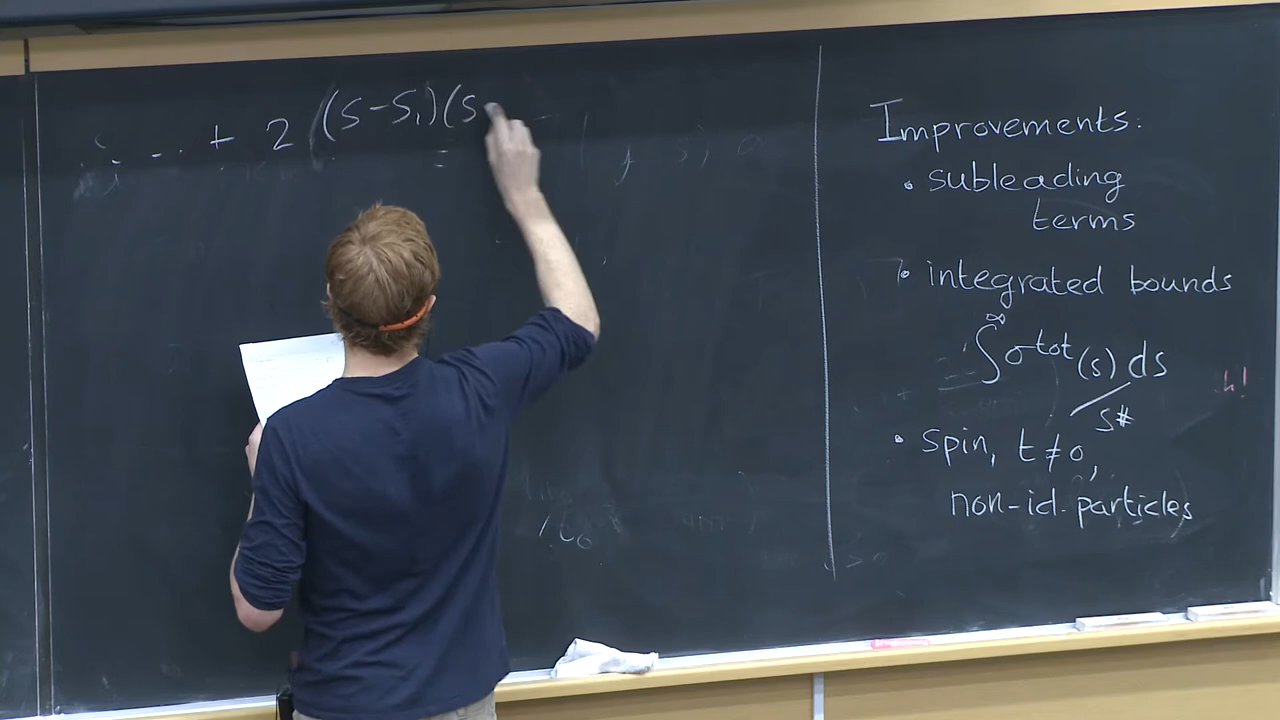 ... + 2 (s-s₁)(s
Improvements:
• subleading
terms
• integrated bounds
∫^∞ σ^tot(s) ds / s^#
• spin, t≠0,
non-id. particles